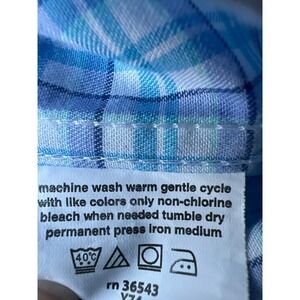 machine wash warm gentle cycle
with like colors only non-chlorine
bleach when needed tumble dry
permanent press iron medium
40°C
rn 36543